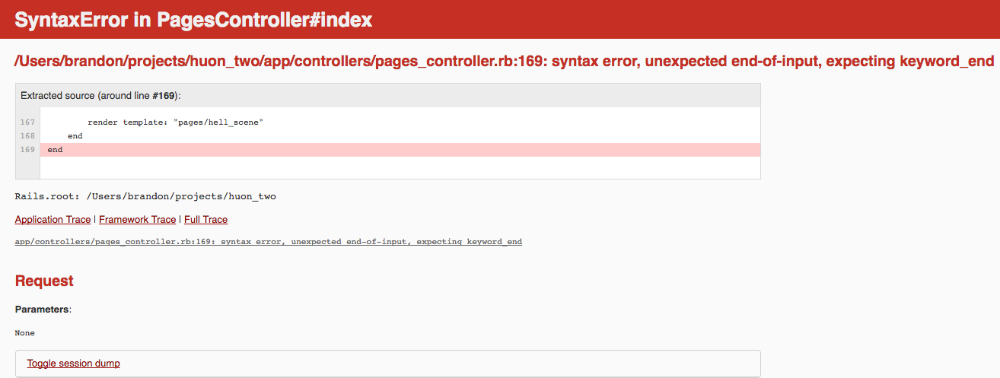 SyntaxError in PagesController#index
/Users/brandon/projects/huon_two/app/controllers/pages_controller.rb:169: syntax error, unexpected end-of-input, expecting keyword_end
Extracted source (around line #169):
167 render template: "pages/hell_scene"
168 end
169 end
Rails.root: /Users/brandon/projects/huon_two
Application Trace | Framework Trace | Full Trace
app/controllers/pages_controller.rb:169: syntax error, unexpected end-of-input, expecting keyword_end
Request
Parameters:
None
Toggle session dump